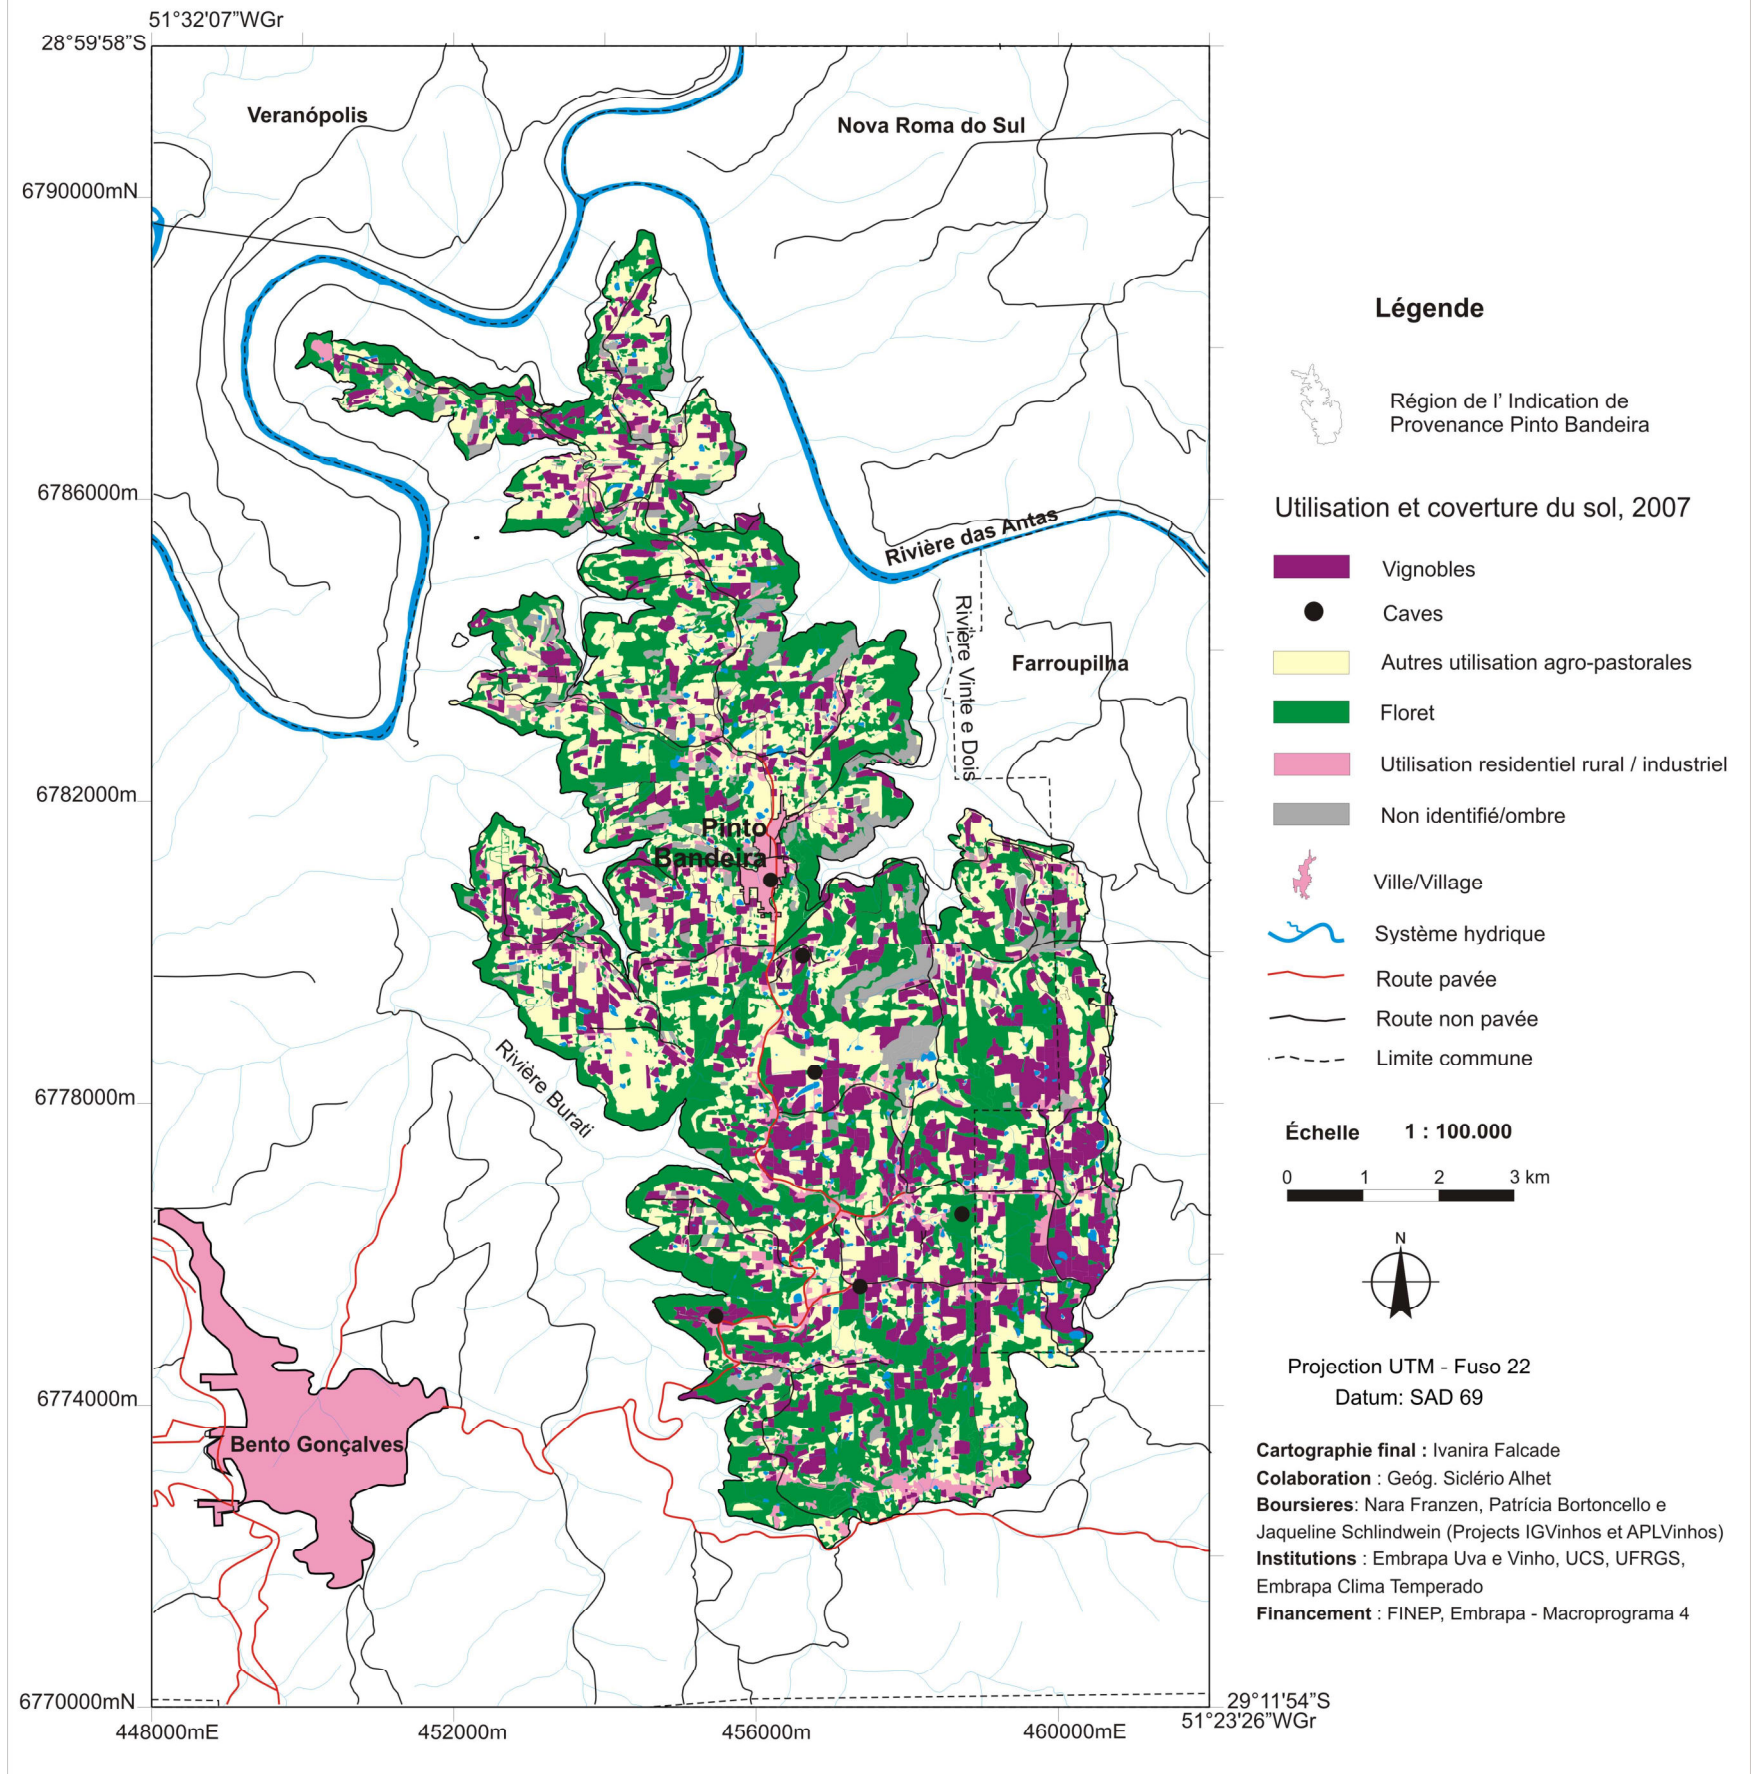 51°32'07”WGr
28°59'58”S
Veranópolis
Nova Roma do Sul
6790000mN
6786000m
Rivière das Antas
Rivière Vinte e Dois
Farroupilha
6782000m
Pinto
Bandeira
6778000m
Rivière Burati
6774000m
Bento Gonçalves
6770000mN
448000mE
452000m
456000m
460000mE
29°11'54”S
51°23'26”WGr
Légende
Région de l' Indication de
Provenance Pinto Bandeira
Utilisation et coverture du sol, 2007
Vignobles
Caves
Autres utilisation agro-pastorales
Floret
Utilisation residentiel rural / industriel
Non identifié/ombre
Ville/Village
Système hydrique
Route pavée
Route non pavée
Limite commune
Échelle 1 : 100.000
0 1 2 3 km
N
Projection UTM - Fuso 22
Datum: SAD 69
Cartographie final : Ivanira Falcade
Colaboration : Geóg. Siclério Alhet
Boursieres: Nara Franzen, Patrícia Bortoncello e
Jaqueline Schlindwein (Projects IGVinhos et APLVinhos)
Institutions : Embrapa Uva e Vinho, UCS, UFRGS,
Embrapa Clima Temperado
Financement : FINEP, Embrapa - Macroprograma 4